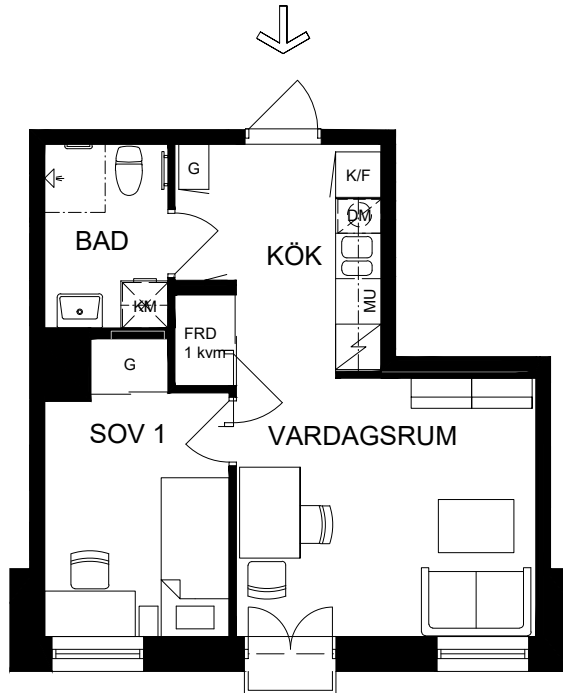 G
K/F
DM
BAD
KÖK
KM
MU
FRD
1 kvm
G
SOV 1
VARDAGSRUM